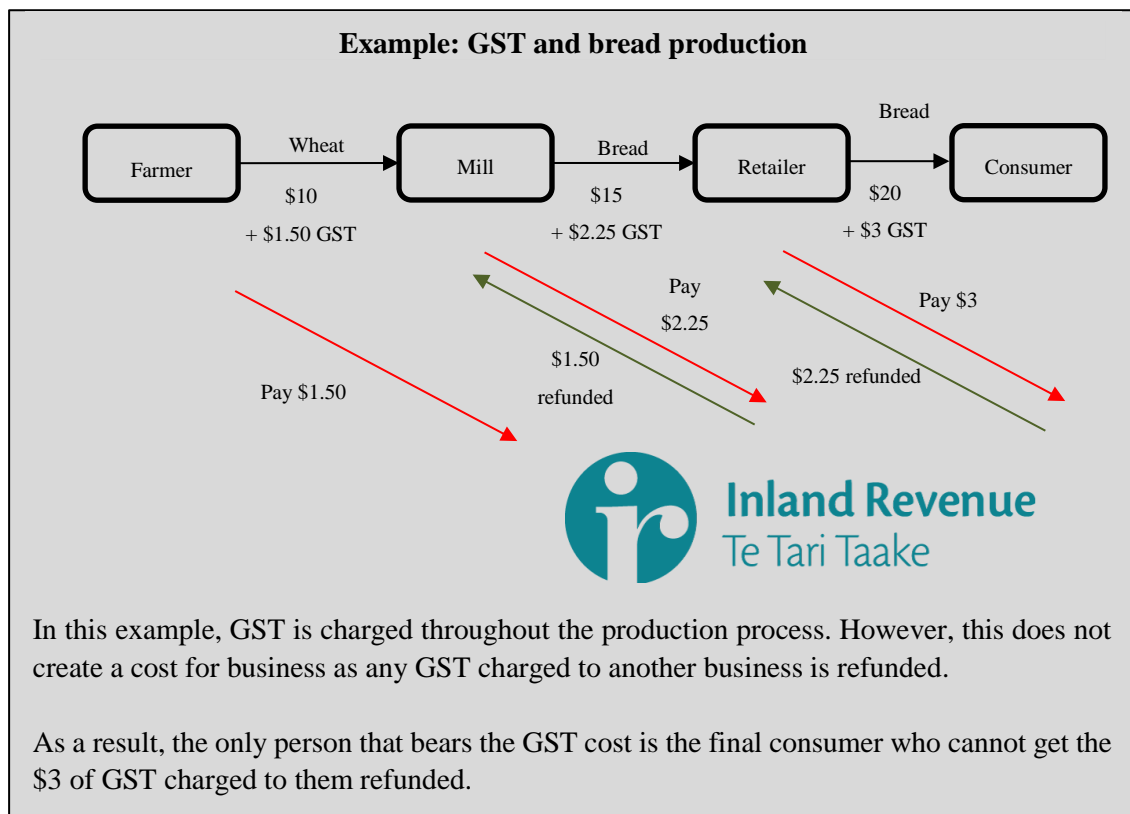 Example: GST and bread production
Bread
Wheat
Bread
Farmer
Mill
Retailer
Consumer
$10
$15
$20
+ $1.50 GST
+ $2.25 GST
+ $3 GST
Pay
$2.25
Pay $3
$1.50
refunded
$2.25 refunded
Pay $1.50
ir
Inland Revenue
Te Tari Taake
In this example, GST is charged throughout the production process. However, this does not
create a cost for business as any GST charged to another business is refunded.
As a result, the only person that bears the GST cost is the final consumer who cannot get the
$3 of GST charged to them refunded.